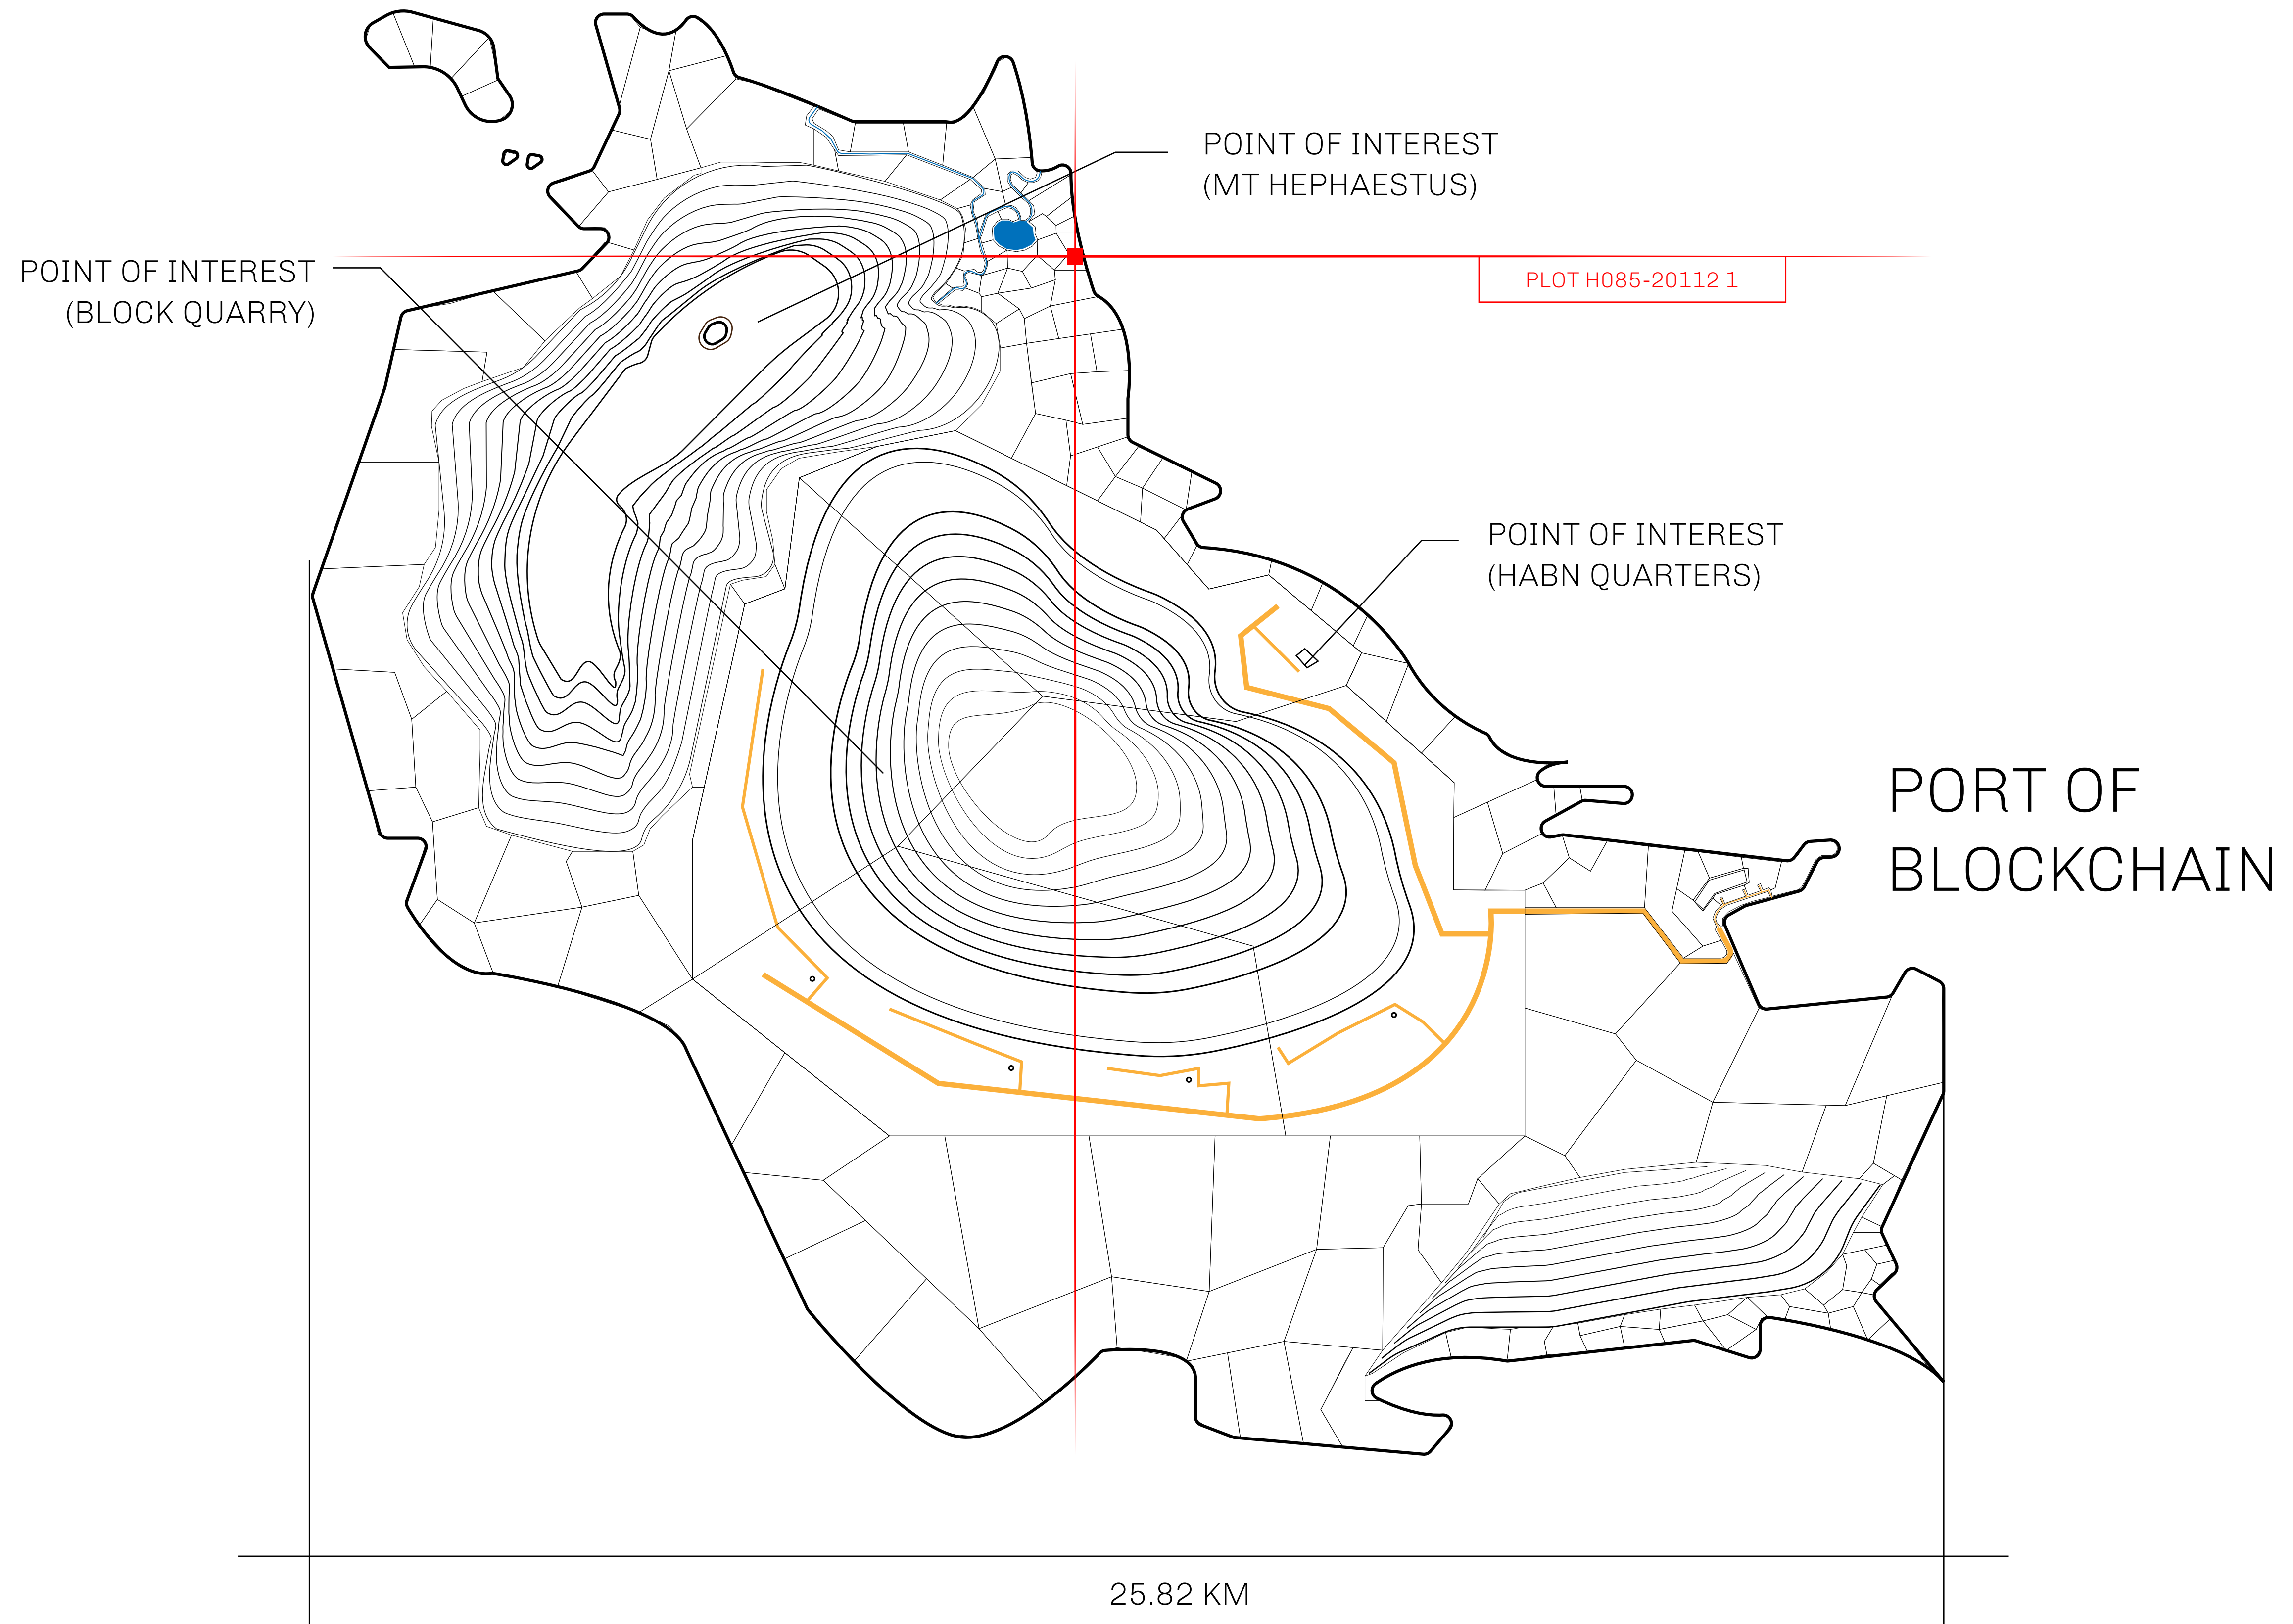 POINT OF INTEREST
(MT HEPHAESTUS)
POINT OF INTEREST
(BLOCK QUARRY)
PLOT H085-20112 1
POINT OF INTEREST
(HABN QUARTERS)
PORT OF
BLOCKCHAIN
25.82 KM